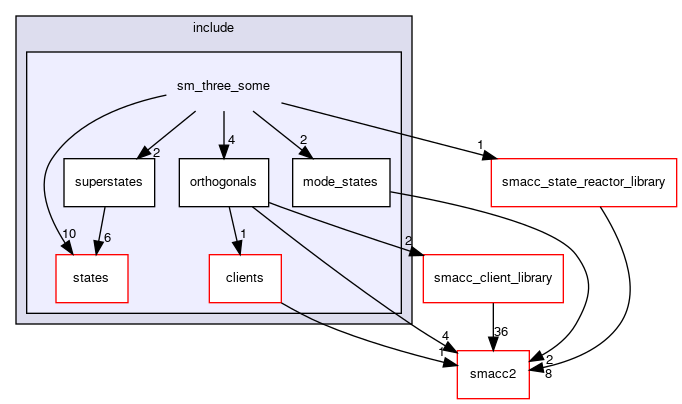 include
sm_three_some
1
2
4
2
superstates
orthogonals
mode_states
smacc_state_reactor_library
10
6
1
2
states
clients
smacc_client_library
4
36
1
2
8
smacc2